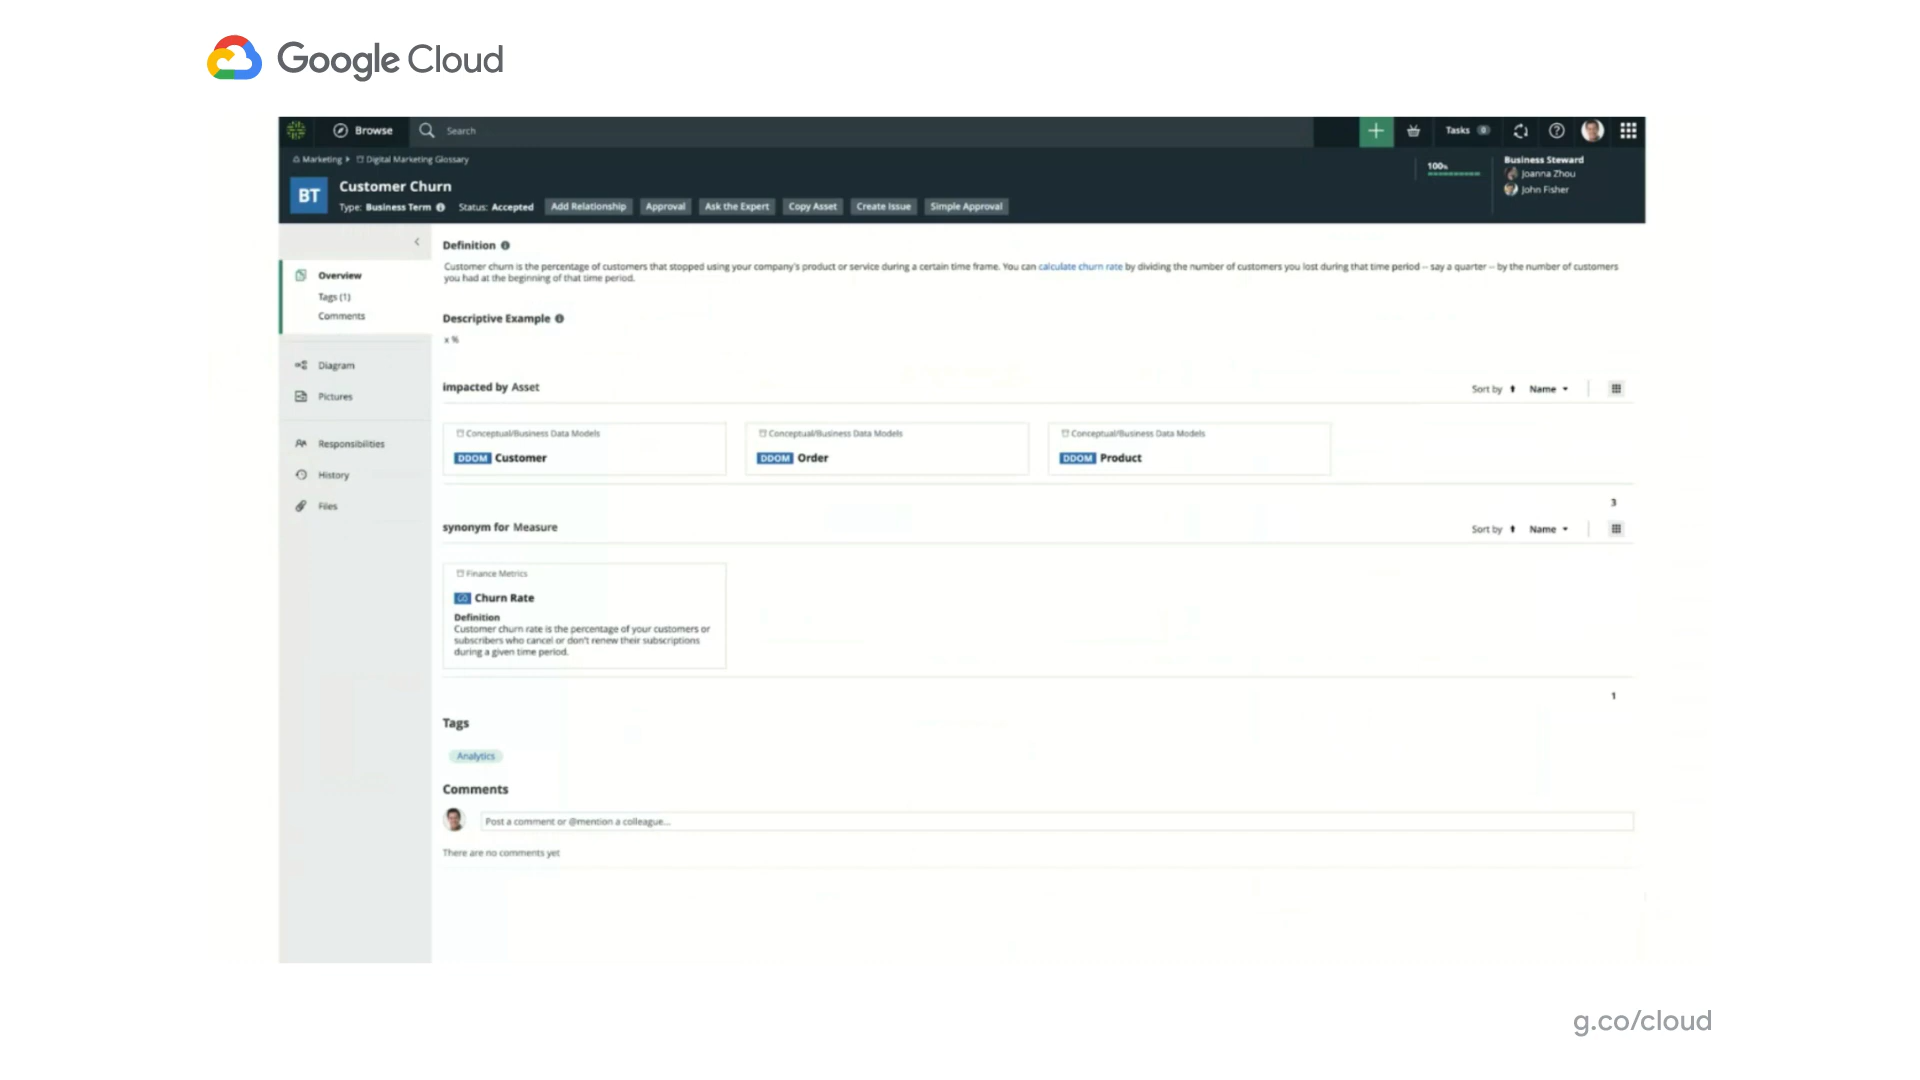 Google Cloud
Browse
Search
Tasks 0
Marketing
Digital Marketing Glossary
100%
Business Steward
Joanna Zhou
John Fisher
BT
Customer Churn
Type: Business Term
Status: Accepted
Add Relationship
Approval
Ask the Expert
Copy Asset
Create Issue
Simple Approval
Overview
Tags (1)
Comments
Diagram
Pictures
Responsibilities
History
Files
Definition
Customer churn is the percentage of customers that stopped using your company's product or service during a certain time frame. You can calculate churn rate by dividing the number of customers you lost during that time period -- say a quarter -- by the number of customers
you had at the beginning of that time period.
Descriptive Example
x %
impacted by Asset
Sort by Name
Conceptual/Business Data Models
DDOM Customer
Conceptual/Business Data Models
DDOM Order
Conceptual/Business Data Models
DDOM Product
3
synonym for Measure
Sort by Name
Finance Metrics
Churn Rate
Definition
Customer churn rate is the percentage of your customers or
subscribers who cancel or don't renew their subscriptions
during a given time period.
1
Tags
Analytics
Comments
Post a comment or @mention a colleague...
There are no comments yet
g.co/cloud